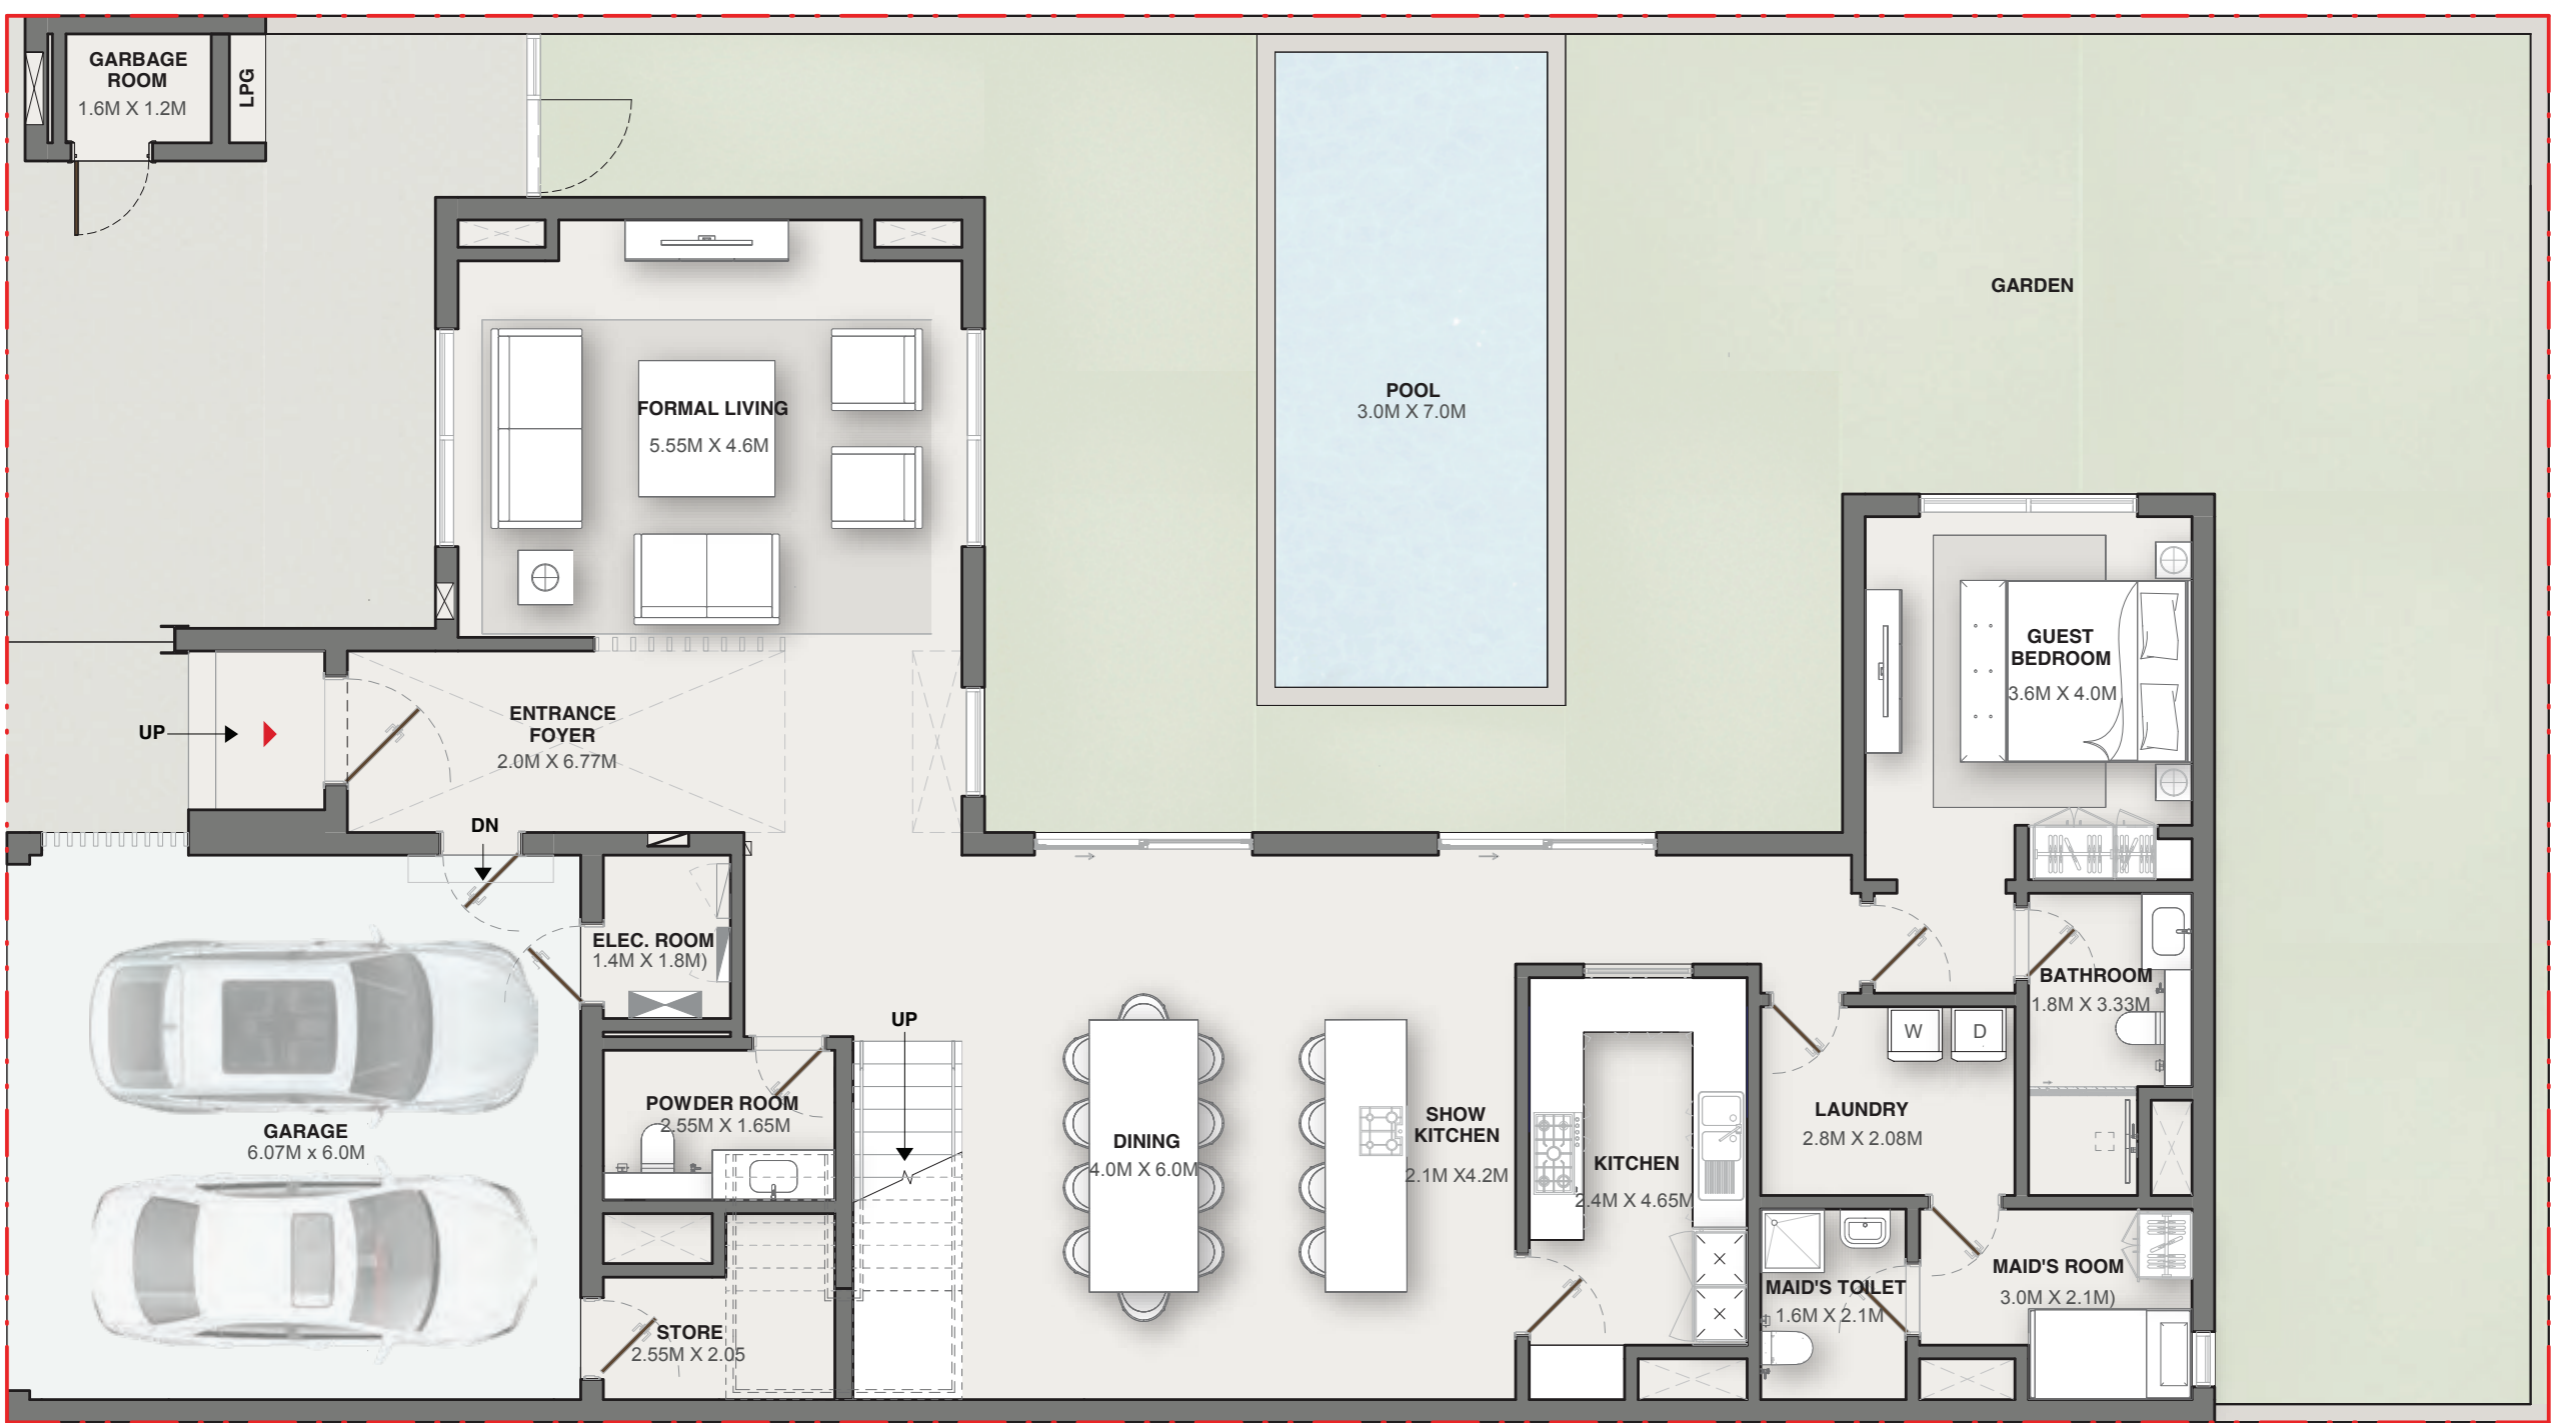 GARBAGE
ROOM
1.6M X 1.2M
LPG
GARDEN
POOL
3.0M X 7.0M
FORMAL LIVING
5.55M X 4.6M
GUEST
BEDROOM
3.6M X 4.0M
UP
ENTRANCE
FOYER
2.0M X 6.77M
DN
ELEC. ROOM
1.4M X 1.8M)
BATHROOM
1.8M X 3.33M
UP
W
D
POWDER ROOM
2.55M X 1.65M
GARAGE
6.07M x 6.0M
DINING
4.0M X 6.0M
SHOW
KITCHEN
2.1M X4.2M
KITCHEN
2.4M X 4.65M
LAUNDRY
2.8M X 2.08M
MAID'S TOILET
1.6M X 2.1M
MAID'S ROOM
3.0M X 2.1M)
STORE
2.55M X 2.05